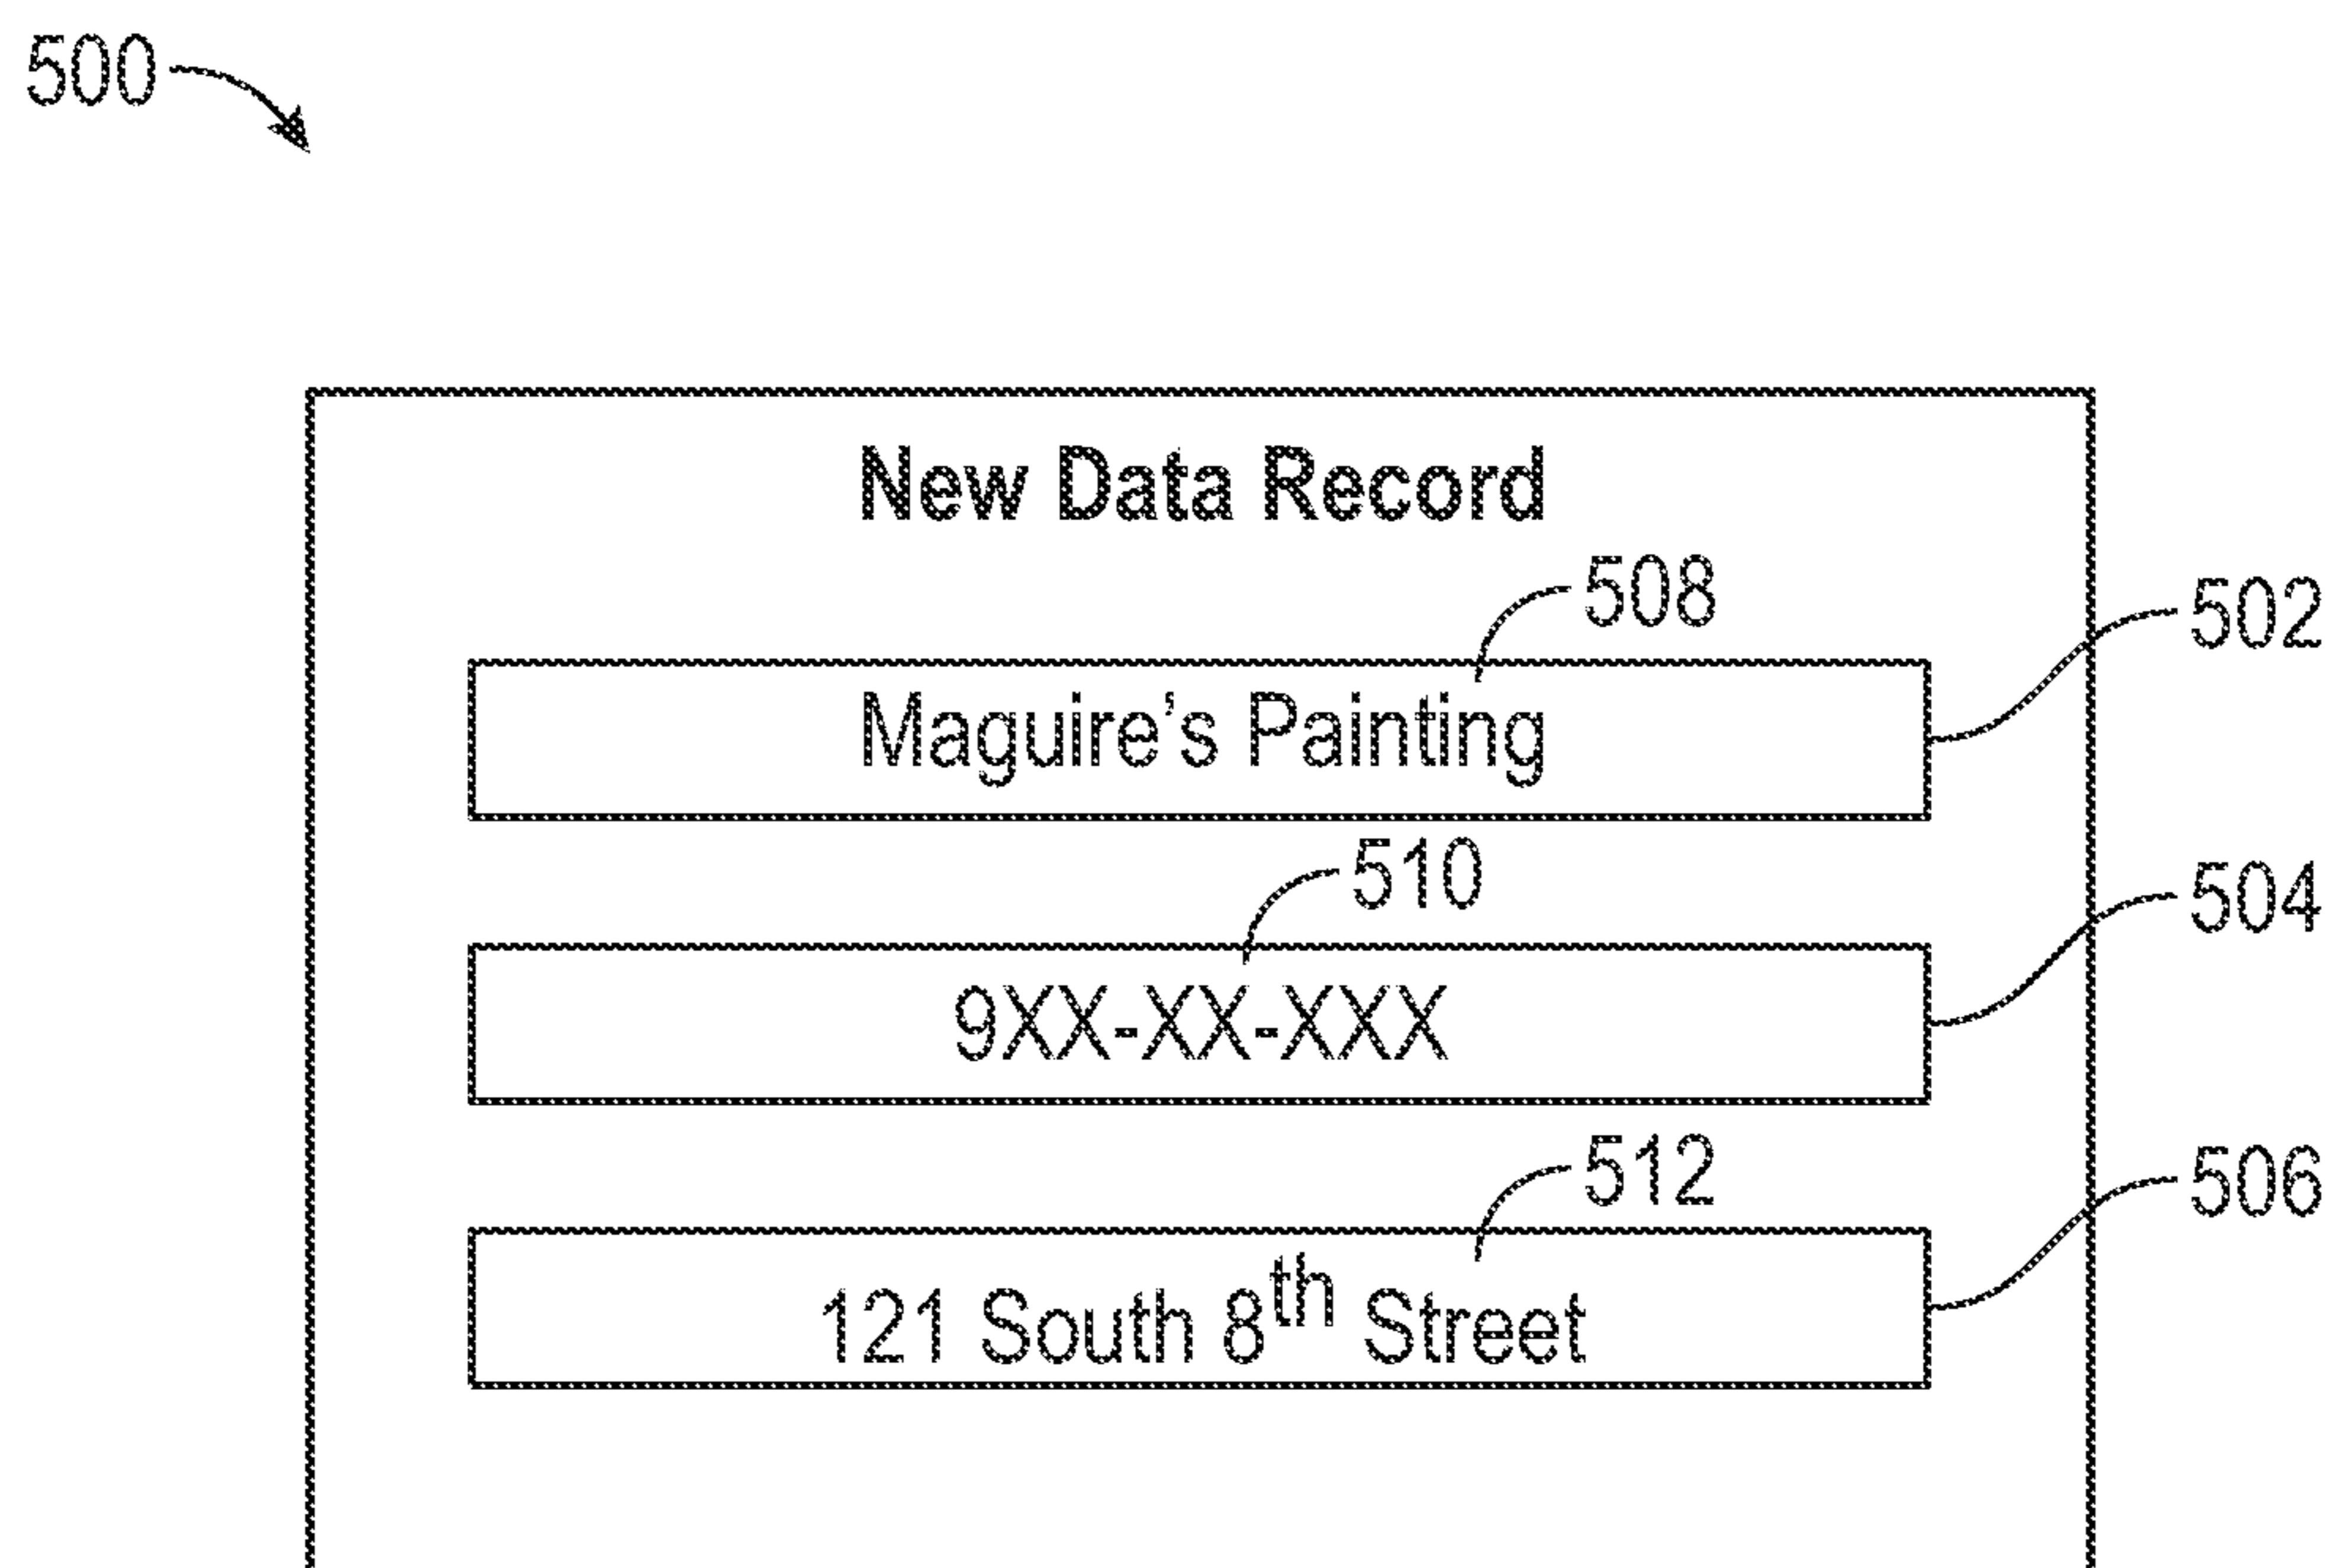 500
New Data Record
508
502
Maguire’s Painting
510
504
9XX-XX-XXX
512
506
121 South 8th Street